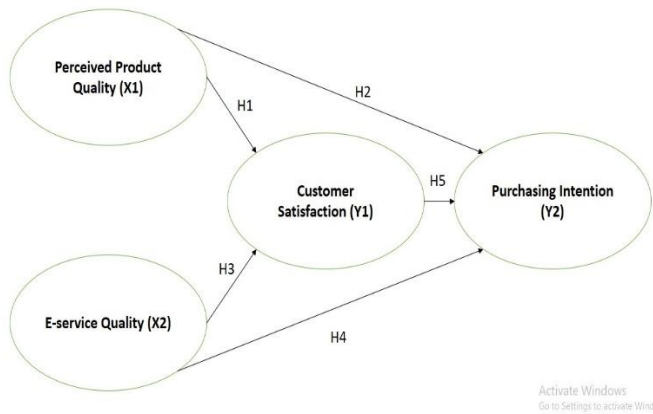 Perceived Product
Quality (X1)
H2
H1
Customer
Satisfaction (Y1)
H5
Purchasing Intention
(Y2)
H3
E-service Quality (X2)
H4
Activate Windows
Go to Settings to activate Wind